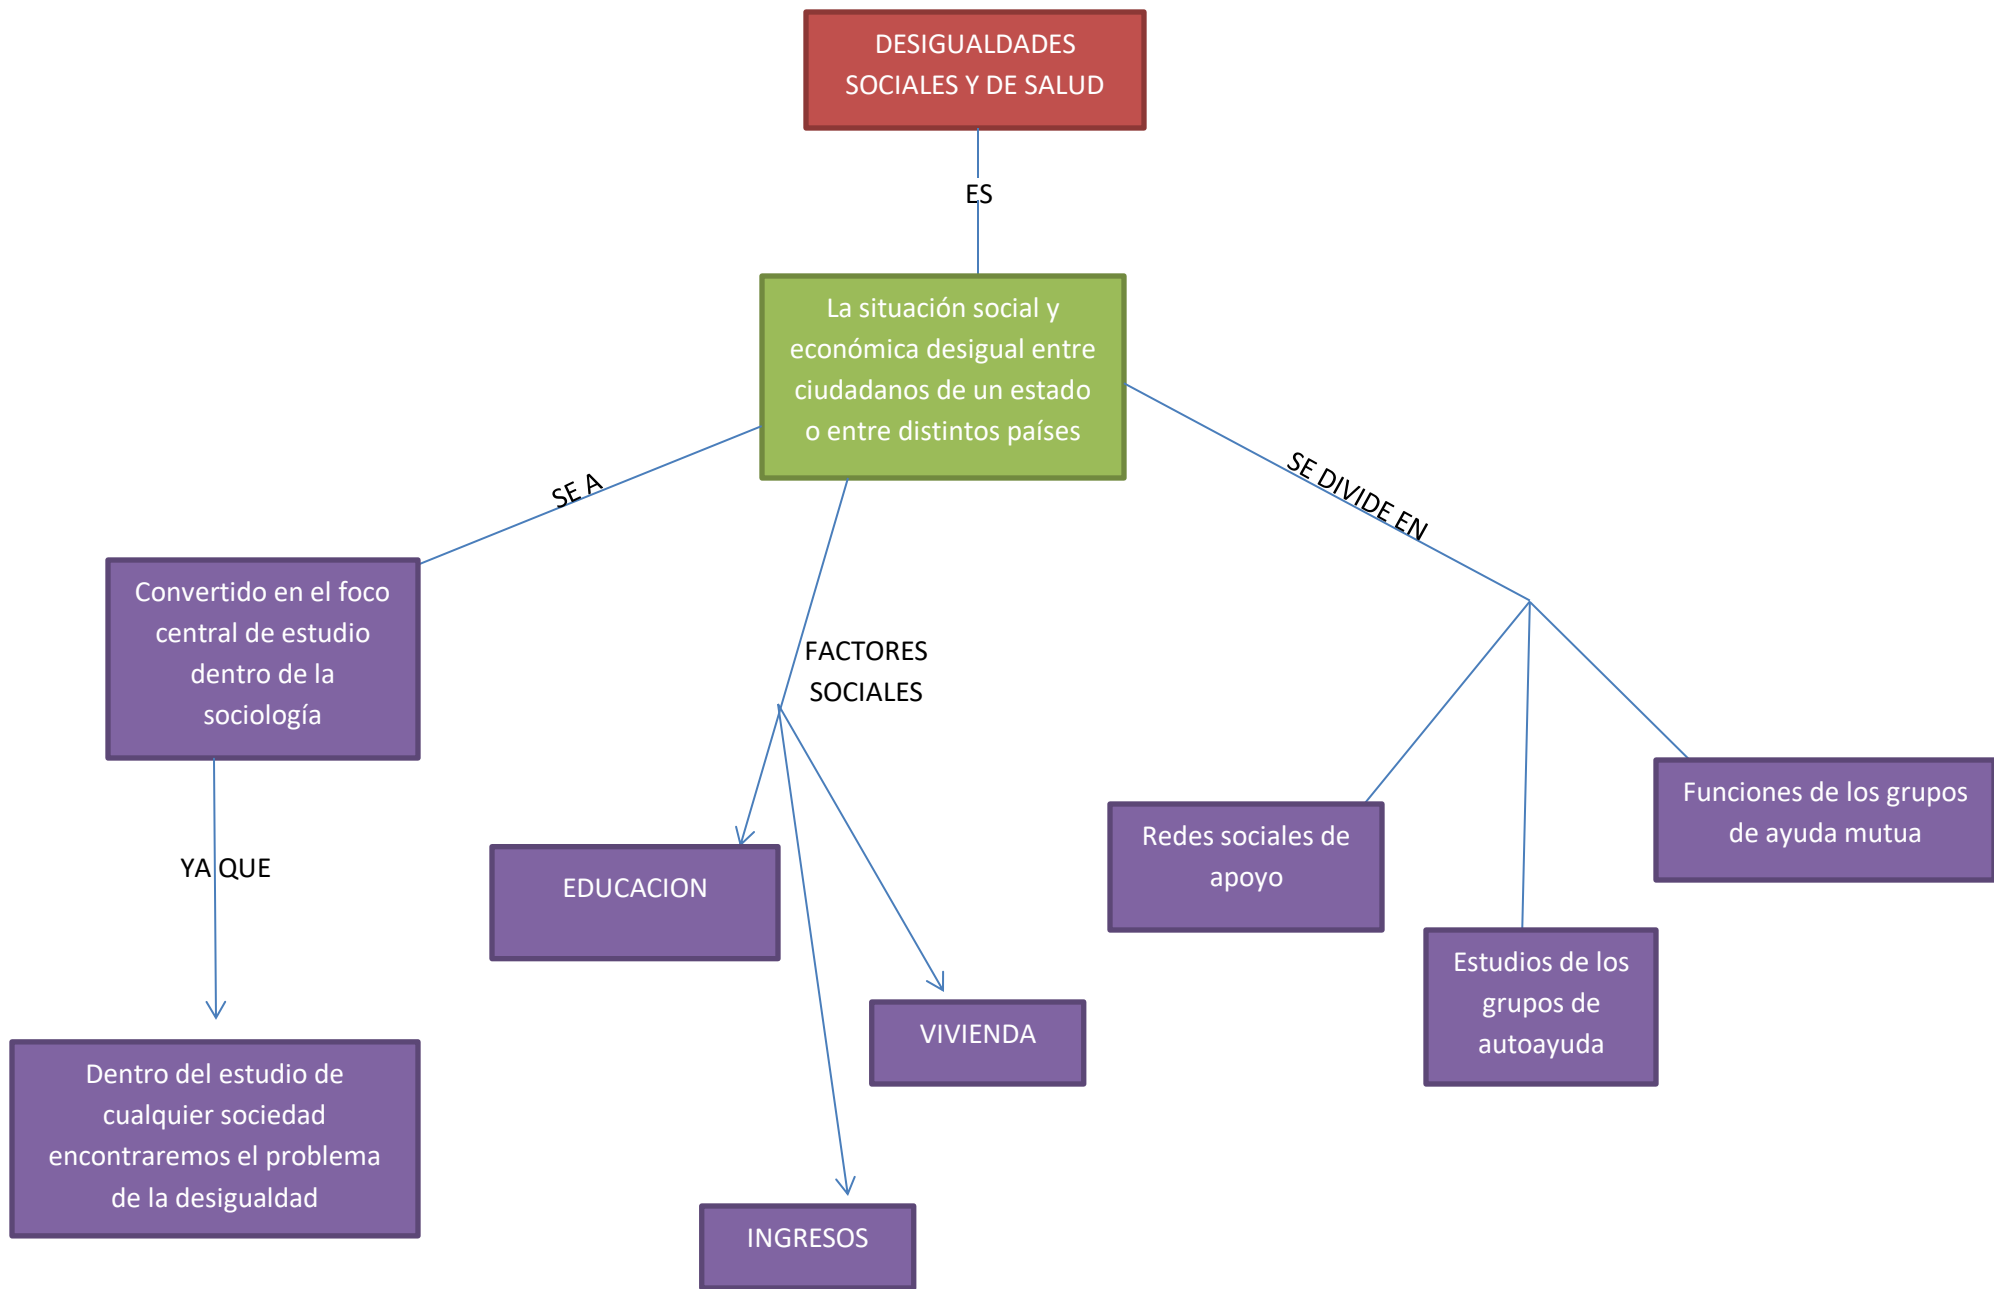 DESIGUALDADES
SOCIALES Y DE SALUD
ES
La situación social y
económica desigual entre
ciudadanos de un estado
o entre distintos países
SE A
Convertido en el foco
central de estudio
dentro de la
sociología
YA QUE
Dentro del estudio de
cualquier sociedad
encontraremos el problema
de la desigualdad
FACTORES
SOCIALES
EDUCACION
INGRESOS
VIVIENDA
SE DIVIDE EN
Redes sociales de
apoyo
Estudios de los
grupos de
autoayuda
Funciones de los grupos
de ayuda mutua